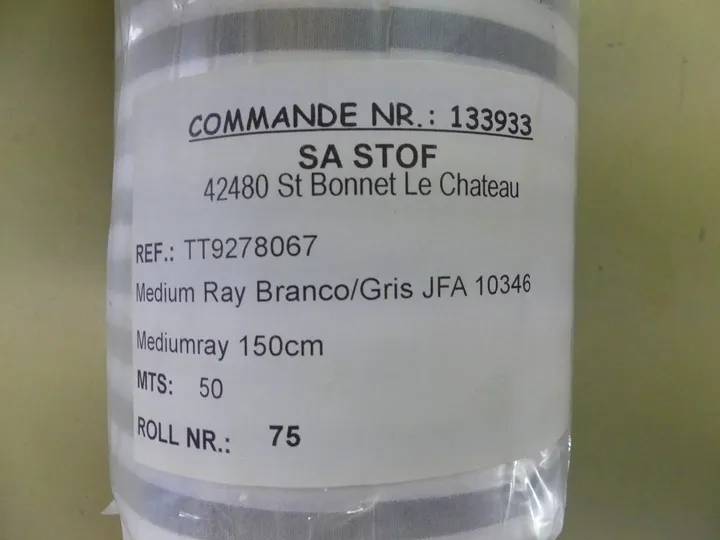 COMMANDE NR.: 133933
SA STOF
42480 St Bonnet Le Chateau
REF.: TT9278067
Medium Ray Branco/Gris JFA 10346
Mediumray 150cm
MTS: 50
ROLL NR.: 75